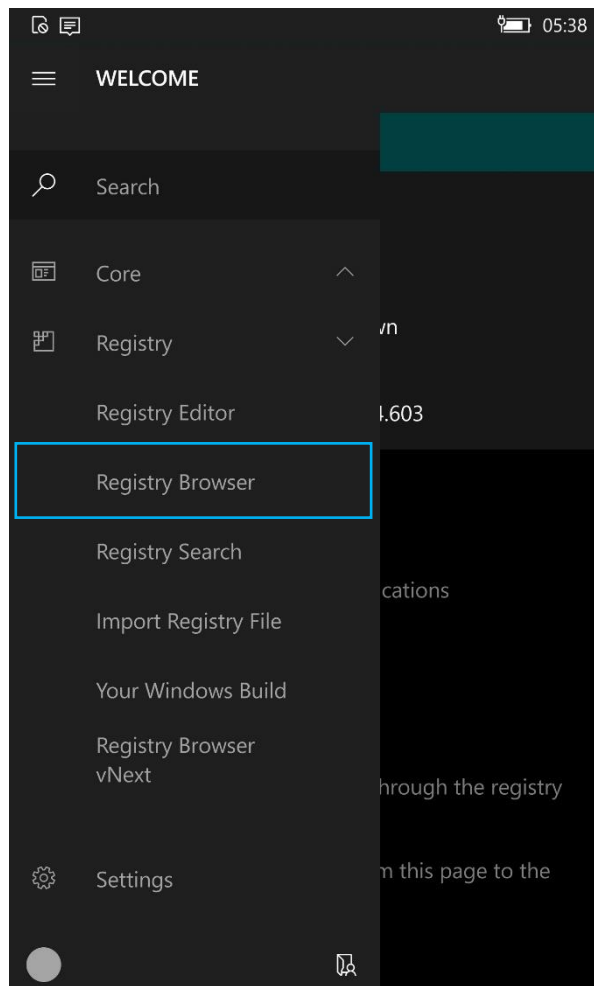 05:38
WELCOME
Search
Core
Registry
wn
Registry Editor
4.603
Registry Browser
Registry Search
cations
Import Registry File
Your Windows Build
Registry Browser
vNext
hrough the registry
Settings
m this page to the